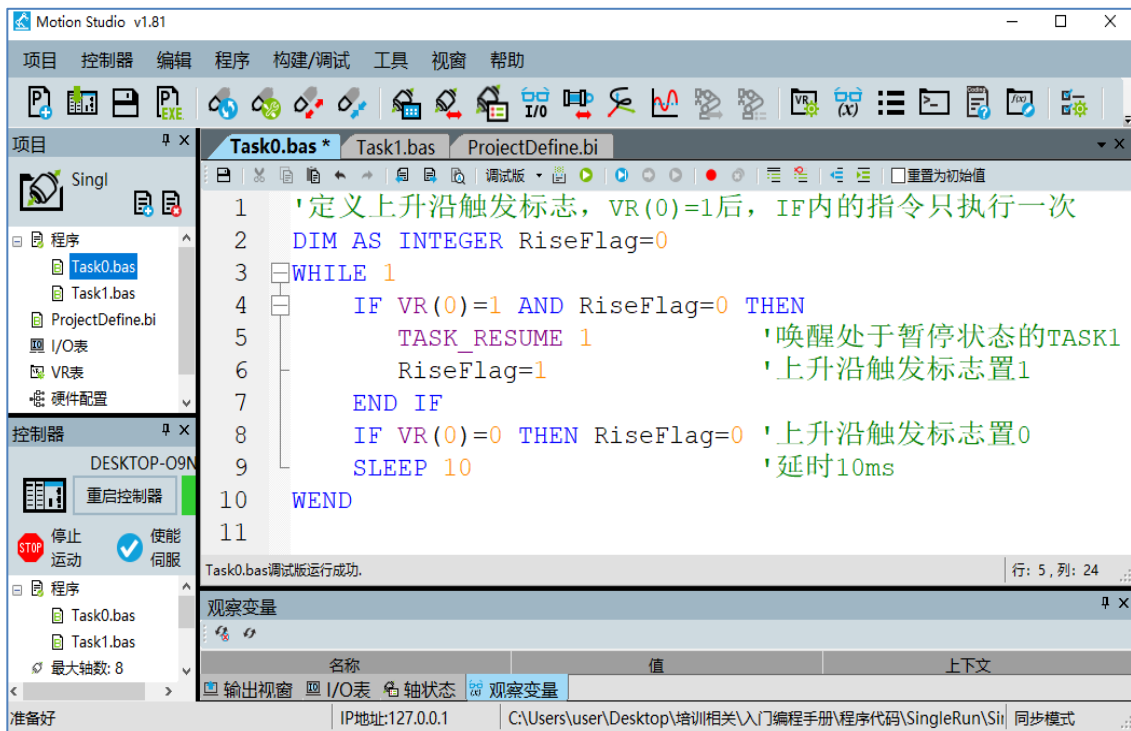 Motion Studio v1.81
项目 控制器 编辑 程序 构建/调试 工具 视窗 帮助
项目
Task0.bas * Task1.bas ProjectDefine.bi
Singl
调试版 重置为初始值
程序
Task0.bas
Task1.bas
ProjectDefine.bi
I/O表
VR表
硬件配置
1 '定义上升沿触发标志，VR(0)=1后，IF内的指令只执行一次
2 DIM AS INTEGER RiseFlag=0
3 WHILE 1
4 IF VR(0)=1 AND RiseFlag=0 THEN
5 TASK_RESUME 1 '唤醒处于暂停状态的TASK1
6 RiseFlag=1 '上升沿触发标志置1
7 END IF
8 IF VR(0)=0 THEN RiseFlag=0 '上升沿触发标志置0
9 SLEEP 10 '延时10ms
10 WEND
11
控制器
DESKTOP-O9N
重启控制器
STOP 停止运动 使能伺服
程序
Task0.bas
Task1.bas
最大轴数: 8
Task0.bas调试版运行成功. 行: 5 , 列: 24
观察变量
名称 值 上下文
输出视窗 I/O表 轴状态 观察变量
准备好 IP地址:127.0.0.1 C:\Users\user\Desktop\培训相关\入门编程手册\程序代码\SingleRun\Sin 同步模式